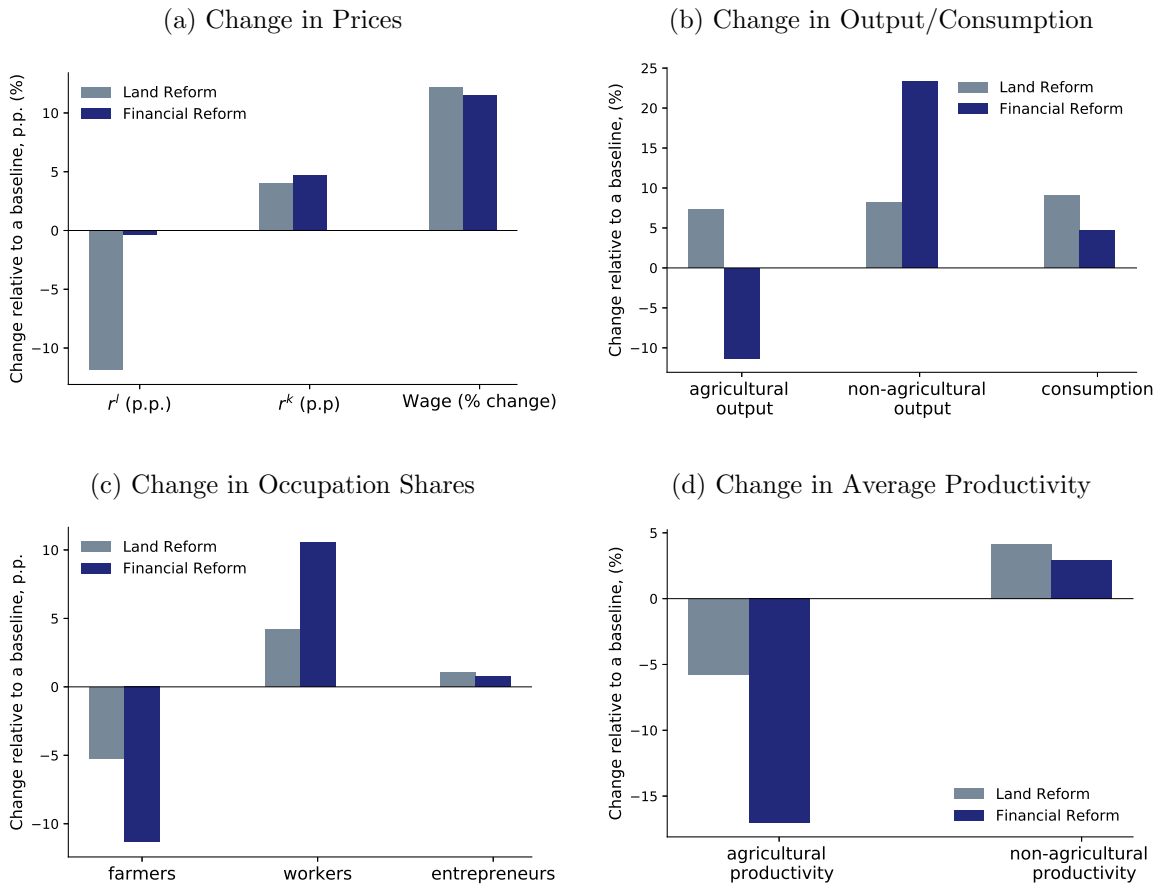 (a) Change in Prices
Change relative to a baseline, p.p. (%)
Land Reform
Financial Reform
10
5
0
−5
−10
r^l (p.p.)
r^k (p.p)
Wage (% change)
(b) Change in Output/Consumption
Change relative to a baseline, (%)
Land Reform
Financial Reform
25
20
15
10
5
0
−5
−10
agricultural
output
non-agricultural
output
consumption
(c) Change in Occupation Shares
Change relative to a baseline, p.p.
Land Reform
Financial Reform
10
5
0
−5
−10
farmers
workers
entrepreneurs
(d) Change in Average Productivity
Change relative to a baseline, (%)
5
0
−5
−10
−15
Land Reform
Financial Reform
agricultural
productivity
non-agricultural
productivity